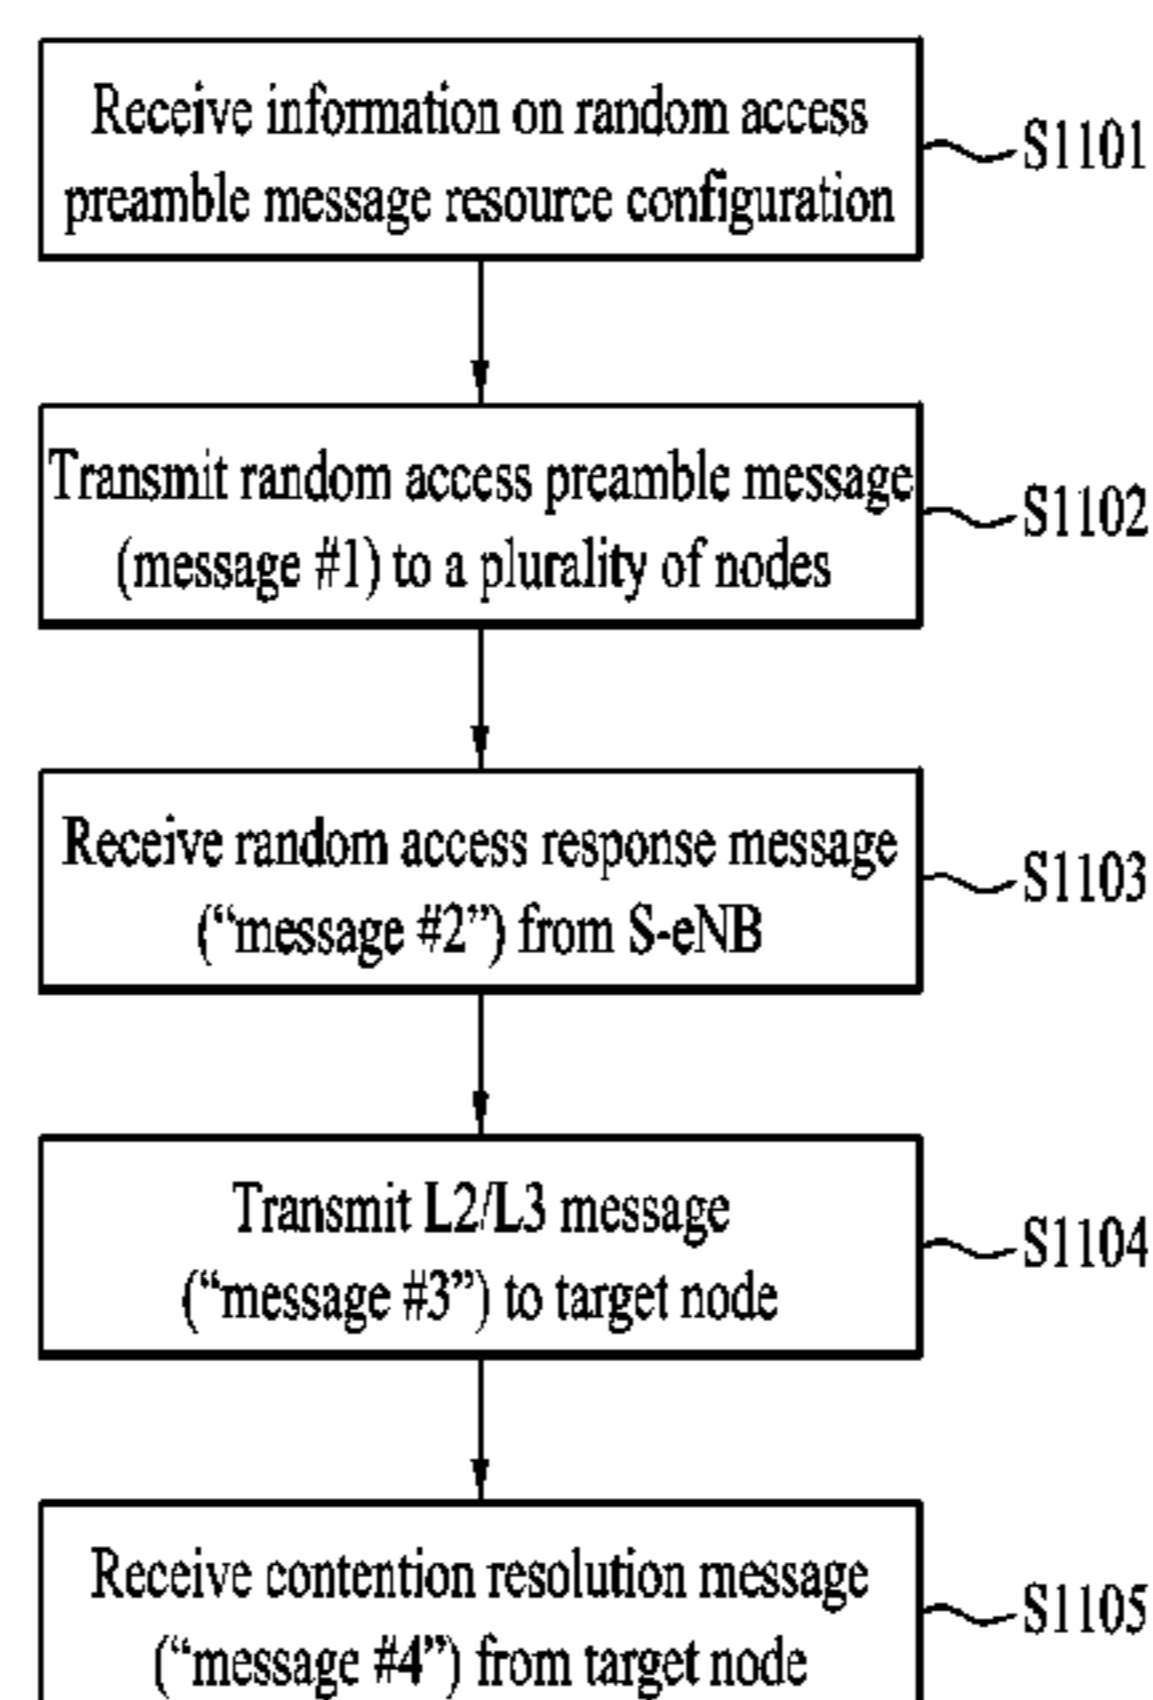 Receive information on random access
preamble message resource configuration
S1101
Transmit random access preamble message
(message #1) to a plurality of nodes
S1102
Receive random access response message
(“message #2”) from S-eNB
S1103
Transmit L2/L3 message
(“message #3”) to target node
S1104
Receive contention resolution message
(“message #4”) from target node
S1105